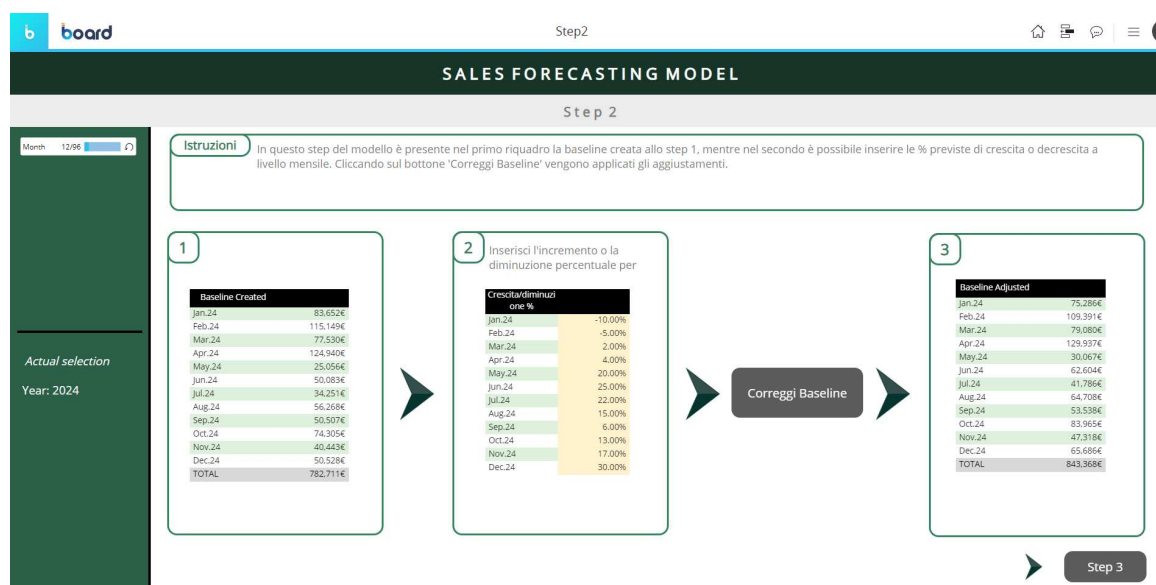 b board Step2
SALES FORECASTING MODEL
Step 2
Month 12/96
Istruzioni
In questo step del modello è presente nel primo riquadro la baseline creata allo step 1, mentre nel secondo è possibile inserire le % previste di crescita o decrescita a
livello mensile. Cliccando sul bottone 'Correggi Baseline' vengono applicati gli aggiustamenti.
Actual selection
Year: 2024
1
Baseline Created
Jan.24 83,652€
Feb.24 115,149€
Mar.24 77,530€
Apr.24 124,940€
May.24 25,056€
Jun.24 50,083€
Jul.24 34,251€
Aug.24 56,268€
Sep.24 50,507€
Oct.24 74,305€
Nov.24 40,443€
Dec.24 50,528€
TOTAL 782,711€
2
Inserisci l'incremento o la
diminuzione percentuale per
Crescita/diminuzi
one %
Jan.24 -10.00%
Feb.24 -5.00%
Mar.24 2.00%
Apr.24 4.00%
May.24 20.00%
Jun.24 25.00%
Jul.24 22.00%
Aug.24 15.00%
Sep.24 6.00%
Oct.24 13.00%
Nov.24 17.00%
Dec.24 30.00%
Correggi Baseline
3
Baseline Adjusted
Jan.24 75,286€
Feb.24 109,391€
Mar.24 79,080€
Apr.24 129,937€
May.24 30,067€
Jun.24 62,604€
Jul.24 41,786€
Aug.24 64,708€
Sep.24 53,538€
Oct.24 83,965€
Nov.24 47,318€
Dec.24 65,686€
TOTAL 843,368€
Step 3